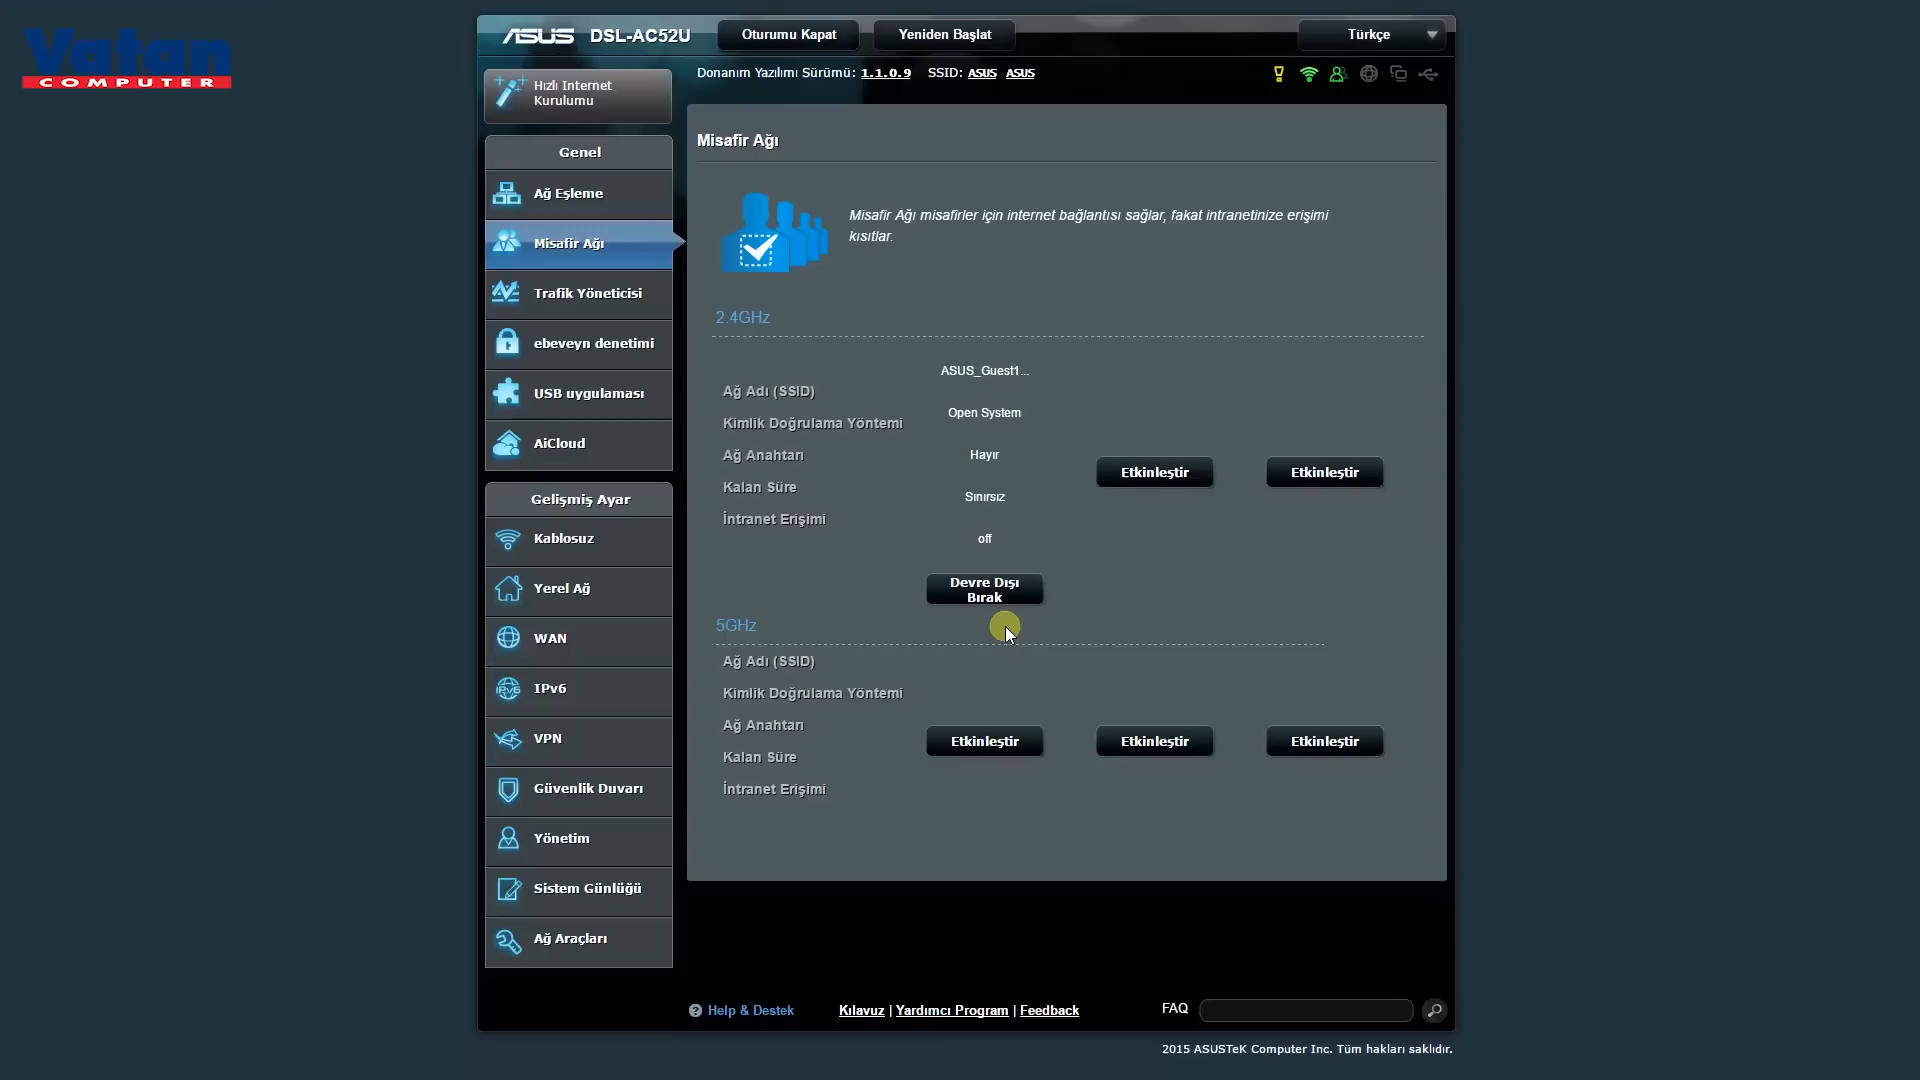 Vatan
COMPUTER
ASUS DSL-AC52U
Oturumu Kapat
Yeniden Başlat
Türkçe
Donanım Yazılımı Sürümü: 1.1.0.9 SSID: ASUS ASUS
Hızlı Internet
Kurulumu
Genel
Ağ Eşleme
Misafir Ağı
Trafik Yöneticisi
ebeveyn denetimi
USB uygulaması
AiCloud
Gelişmiş Ayar
Kablosuz
Yerel Ağ
WAN
IPv6
VPN
Güvenlik Duvarı
Yönetim
Sistem Günlüğü
Ağ Araçları
Misafir Ağı
Misafir Ağı misafirler için internet bağlantısı sağlar, fakat intranetinize erişimi
kısıtlar.
2.4GHz
Ağ Adı (SSID)
Kimlik Doğrulama Yöntemi
Ağ Anahtarı
Kalan Süre
İntranet Erişimi
ASUS_Guest1...
Open System
Hayır
Sınırsız
off
Devre Dışı
Bırak
Etkinleştir
Etkinleştir
5GHz
Ağ Adı (SSID)
Kimlik Doğrulama Yöntemi
Ağ Anahtarı
Kalan Süre
İntranet Erişimi
Etkinleştir
Etkinleştir
Etkinleştir
Help & Destek
Kılavuz | Yardımcı Program | Feedback
FAQ
2015 ASUSTeK Computer Inc. Tüm hakları saklıdır.